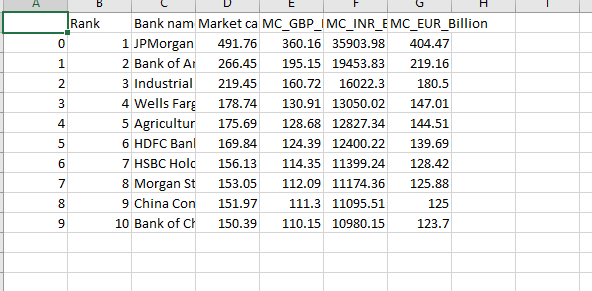 A B C D E F G H I
Rank Bank nam Market ca MC_GBP_ MC_INR_E MC_EUR_Billion
0 1 JPMorgan 491.76 360.16 35903.98 404.47
1 2 Bank of Ar 266.45 195.15 19453.83 219.16
2 3 Industrial 219.45 160.72 16022.3 180.5
3 4 Wells Farg 178.74 130.91 13050.02 147.01
4 5 Agricultur 175.69 128.68 12827.34 144.51
5 6 HDFC Banl 169.84 124.39 12400.22 139.69
6 7 HSBC Holc 156.13 114.35 11399.24 128.42
7 8 Morgan St 153.05 112.09 11174.36 125.88
8 9 China Con 151.97 111.3 11095.51 125
9 10 Bank of Ch 150.39 110.15 10980.15 123.7